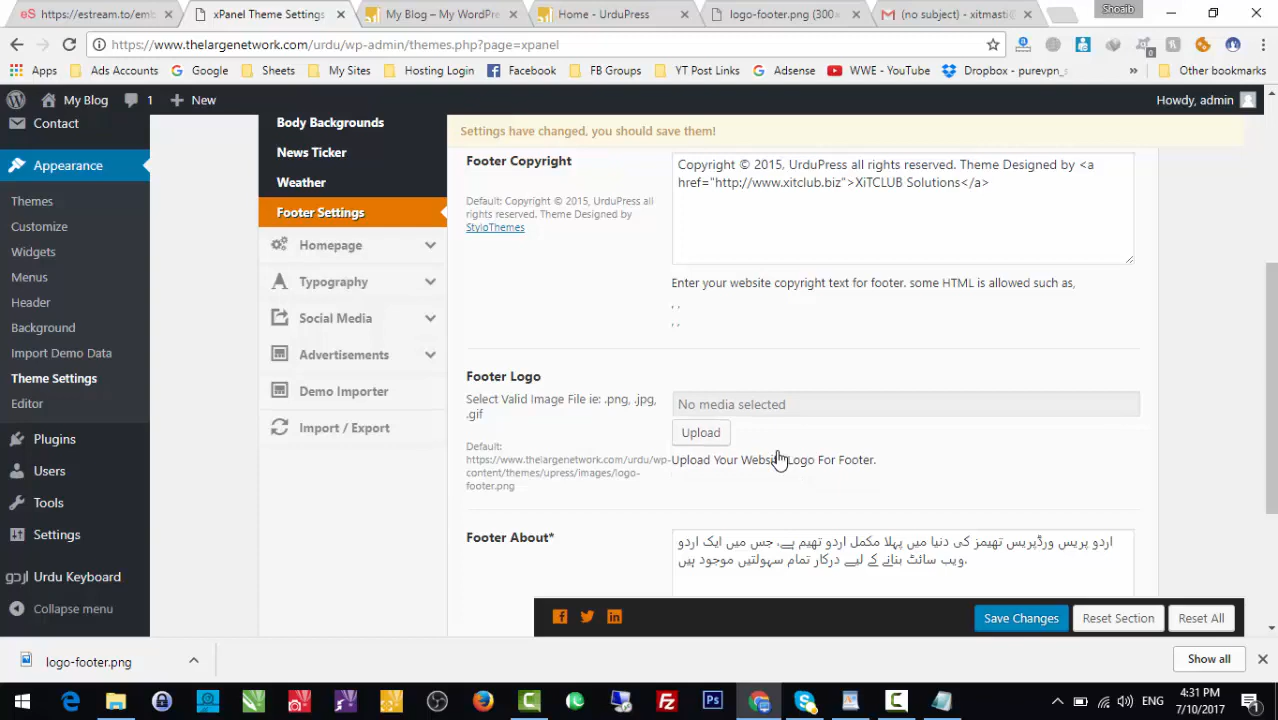 https://estream.to/emb
xPanel Theme Settings
My Blog – My WordPre
Home - UrduPress
logo-footer.png (300×
(no subject) - xitmasti@
Shoaib
https://www.thelargenetwork.com/urdu/wp-admin/themes.php?page=xpanel
Apps
Ads Accounts
Google
Sheets
My Sites
Hosting Login
Facebook
FB Groups
YT Post Links
Adsense
WWE - YouTube
Dropbox - purevpn_s
Other bookmarks
My Blog
1
New
Howdy, admin
Contact
Appearance
Themes
Customize
Widgets
Menus
Header
Background
Import Demo Data
Theme Settings
Editor
Plugins
Users
Tools
Settings
Urdu Keyboard
Collapse menu
Body Backgrounds
News Ticker
Weather
Footer Settings
Homepage
Typography
Social Media
Advertisements
Demo Importer
Import / Export
Settings have changed, you should save them!
Footer Copyright
Default: Copyright © 2015, UrduPress all
rights reserved. Theme Designed by
StyloThemes
Copyright © 2015, UrduPress all rights reserved. Theme Designed by <a
href="http://www.xitclub.biz">XiTCLUB Solutions</a>
Enter your website copyright text for footer. some HTML is allowed such as,
, ,
, ,
Footer Logo
Select Valid Image File ie: .png, .jpg,
.gif
Default:
https://www.thelargenetwork.com/urdu/wp-
content/themes/upress/images/logo-
footer.png
No media selected
Upload
Upload Your Website Logo For Footer.
Footer About*
اردو پریس ورڈپریس تھیمز کی دنیا میں پہلا مکمل اردو تھیم ہے، جس میں ایک اردو
ویب سائٹ بنانے کے لیے درکار تمام سہولتیں موجود ہیں.
Save Changes
Reset Section
Reset All
logo-footer.png
Show all
ENG
4:31 PM
7/10/2017